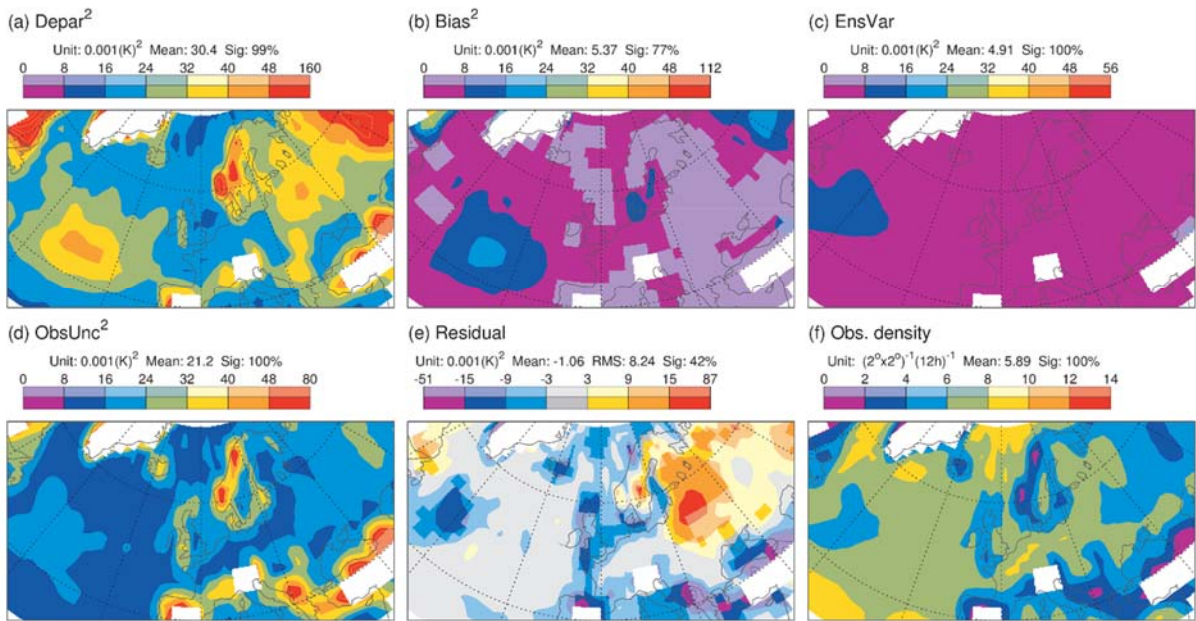 (a) Depar²
Unit: 0.001(K)² Mean: 30.4 Sig: 99%
0 8 16 24 32 40 48 160
(b) Bias²
Unit: 0.001(K)² Mean: 5.37 Sig: 77%
0 8 16 24 32 40 48 112
(c) EnsVar
Unit: 0.001(K)² Mean: 4.91 Sig: 100%
0 8 16 24 32 40 48 56
(d) ObsUnc²
Unit: 0.001(K)² Mean: 21.2 Sig: 100%
0 8 16 24 32 40 48 80
(e) Residual
Unit: 0.001(K)² Mean: -1.06 RMS: 8.24 Sig: 42%
-51 -15 -9 -3 3 9 15 87
(f) Obs. density
Unit: (2°x2°)⁻¹(12h)⁻¹ Mean: 5.89 Sig: 100%
0 2 4 6 8 10 12 14